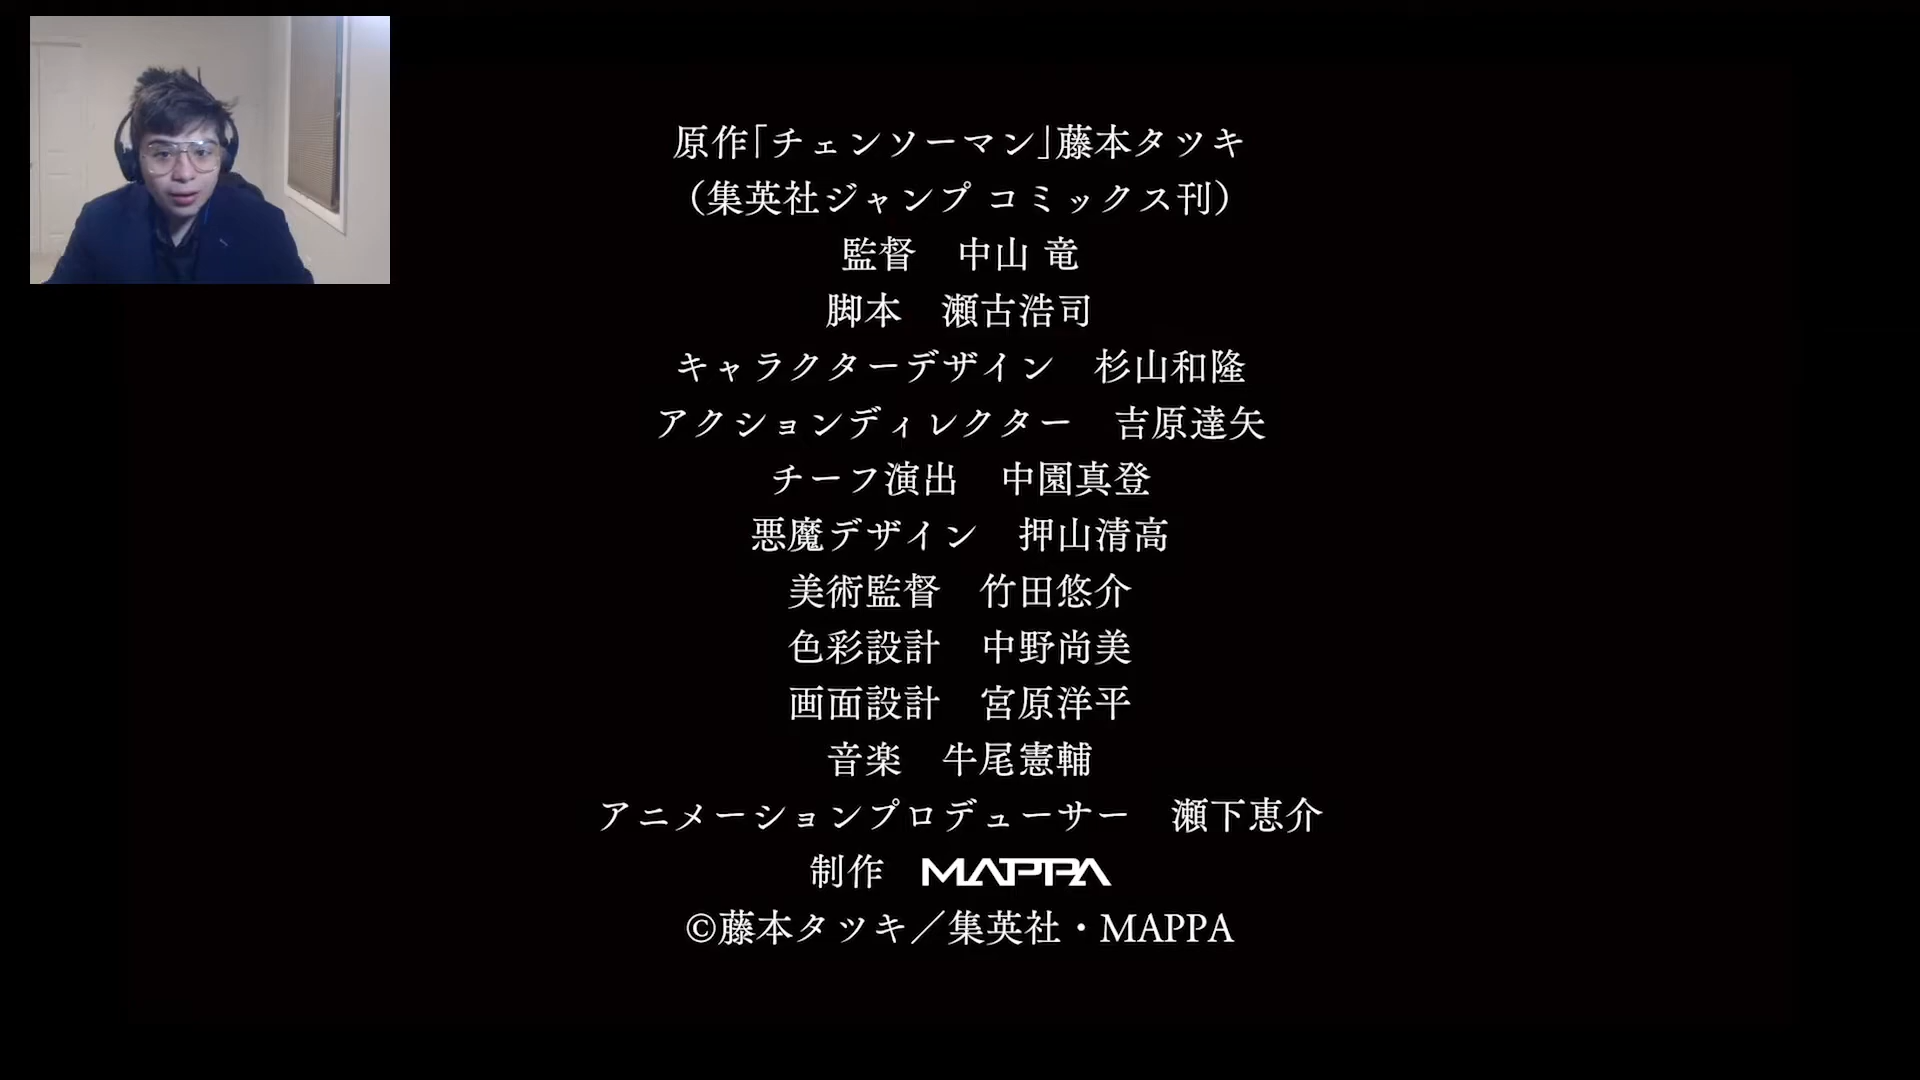 原作「チェンソーマン」藤本タツキ
（集英社ジャンプ コミックス刊）
監督　中山 竜
脚本　瀬古浩司
キャラクターデザイン　杉山和隆
アクションディレクター　吉原達矢
チーフ演出　中園真登
悪魔デザイン　押山清高
美術監督　竹田悠介
色彩設計　中野尚美
画面設計　宮原洋平
音楽　牛尾憲輔
アニメーションプロデューサー　瀬下恵介
制作　MAPPA
©藤本タツキ／集英社・MAPPA